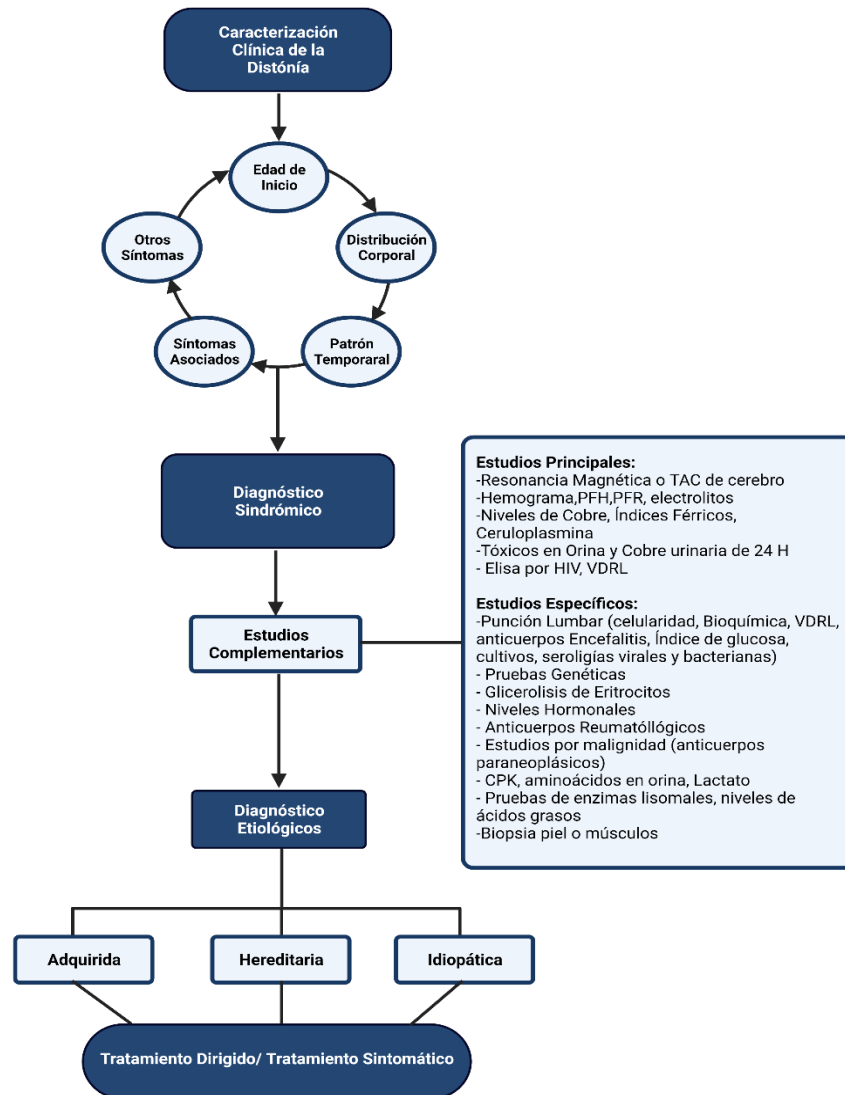 Caracterización
Clínica de la
Distónía
Edad de
Inicio
Distribución
Corporal
Patrón
Temporaral
Síntomas
Asociados
Otros
Síntomas
Diagnóstico
Sindrómico
Estudios
Complementarios
Estudios Principales:
-Resonancia Magnética o TAC de cerebro
-Hemograma,PFH,PFR, electrolitos
-Niveles de Cobre, Índices Férricos,
Ceruloplasmina
-Tóxicos en Orina y Cobre urinaria de 24 H
- Elisa por HIV, VDRL
Estudios Específicos:
-Punción Lumbar (celularidad, Bioquímica, VDRL,
anticuerpos Encefalitis, Índice de glucosa,
cultivos, seroligías virales y bacterianas)
- Pruebas Genéticas
- Glicerolisis de Eritrocitos
- Niveles Hormonales
- Anticuerpos Reumatóllógicos
- Estudios por malignidad (anticuerpos
paraneoplásicos)
- CPK, aminoácidos en orina, Lactato
- Pruebas de enzimas lisomales, niveles de
ácidos grasos
-Biopsia piel o músculos
Diagnóstico
Etiológicos
Adquirida
Hereditaria
Idiopática
Tratamiento Dirigido/ Tratamiento Sintomático